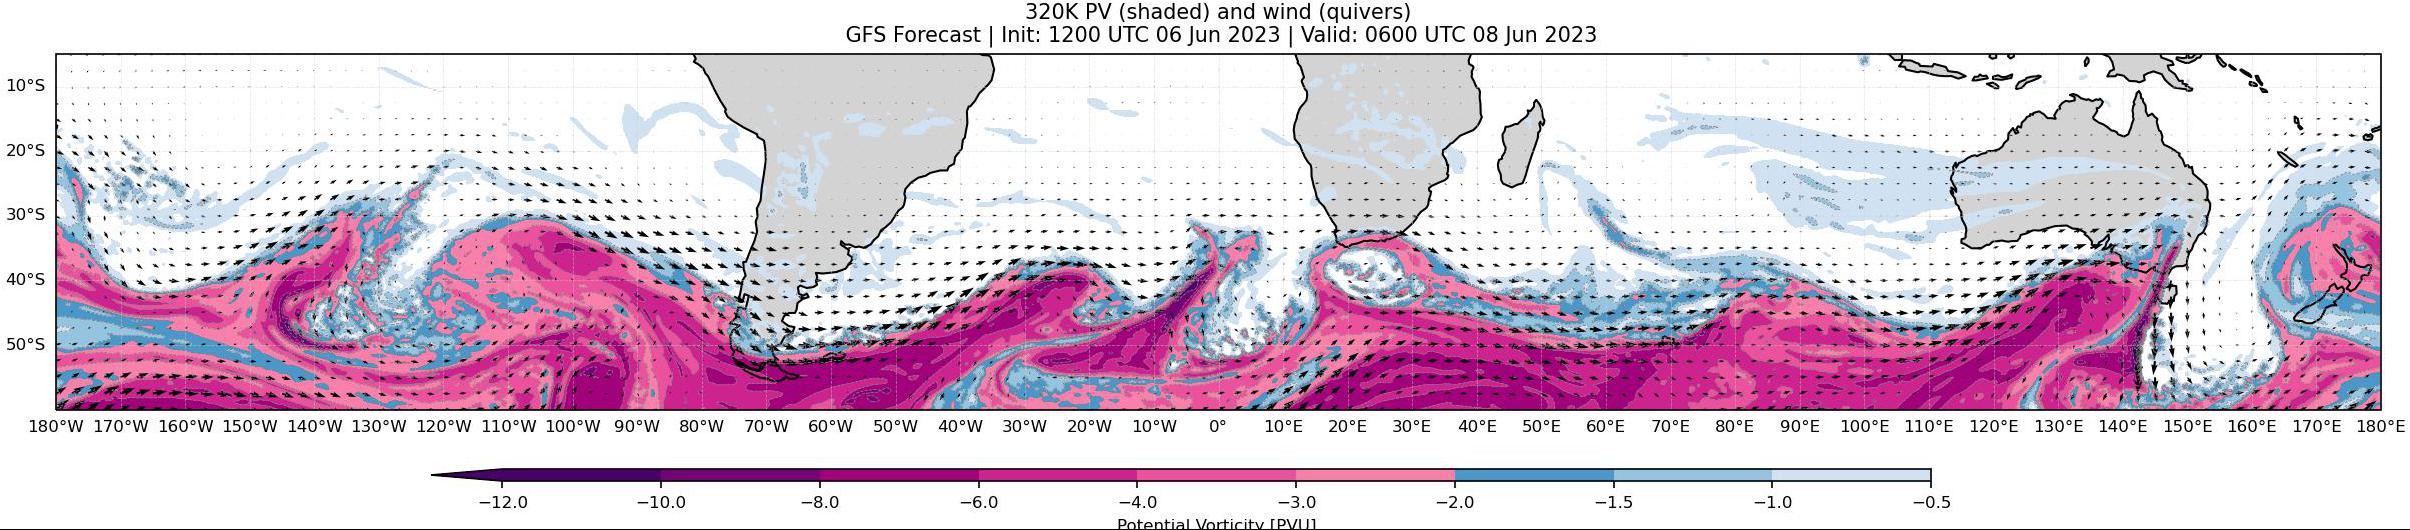 320K PV (shaded) and wind (quivers)
GFS Forecast | Init: 1200 UTC 06 Jun 2023 | Valid: 0600 UTC 08 Jun 2023
10°S
20°S
30°S
40°S
50°S
180°W 170°W 160°W 150°W 140°W 130°W 120°W 110°W 100°W 90°W 80°W 70°W 60°W 50°W 40°W 30°W 20°W 10°W 0° 10°E 20°E 30°E 40°E 50°E 60°E 70°E 80°E 90°E 100°E 110°E 120°E 130°E 140°E 150°E 160°E 170°E 180°E
−12.0 −10.0 −8.0 −6.0 −4.0 −3.0 −2.0 −1.5 −1.0 −0.5
Potential Vorticity [PVU]